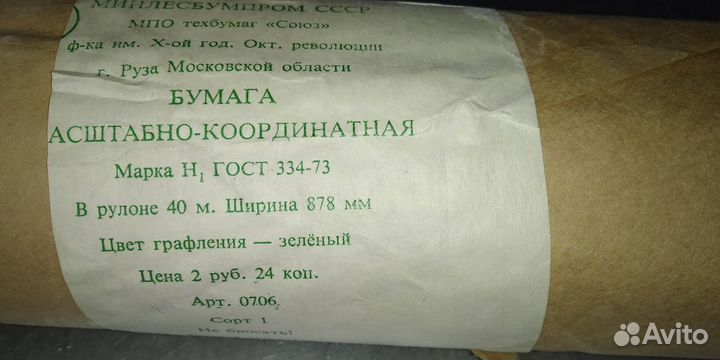 МИНЛЕСБУМПРОМ СССР
МПО техбумаг «Союз»
ф-ка им. X-ой год. Окт. революции
г. Руза Московской области
БУМАГА
АСШТАБНО-КООРДИНАТНАЯ
Марка Н₁ ГОСТ 334-73
В рулоне 40 м. Ширина 878 мм
Цвет графления — зелёный
Цена 2 руб. 24 коп.
Арт. 0706
Сорт 1
Не бросать!
Avito